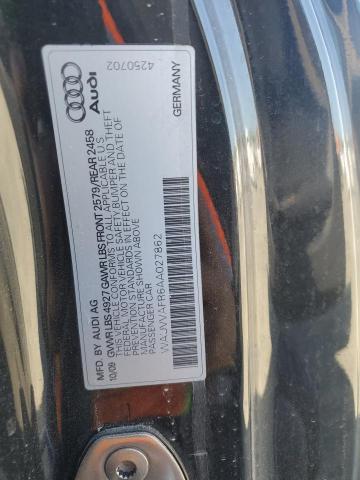 Audi
4250702
MFD. BY AUDI AG
GERMANY
10/09 GVWR LBS 4927 GAWR LBS FRONT 2579/REAR 2458
THIS VEHICLE CONFORMS TO ALL APPLICABLE U.S.
FEDERAL MOTOR VEHICLE SAFETY BUMPER AND THEFT
PREVENTION STANDARDS IN EFFECT ON THE DATE OF
MANUFACTURE SHOWN ABOVE
PASSENGER CAR
WAUVVAFR6AA027862